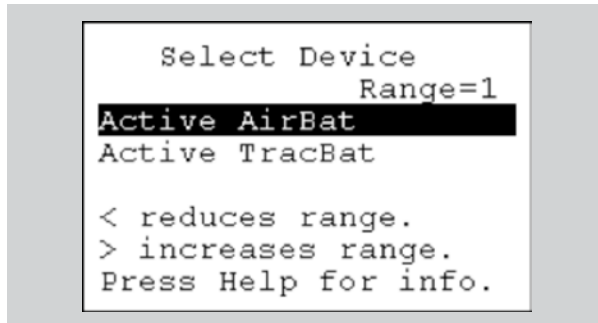 Select Device
Range=1
Active AirBat
Active TracBat
< reduces range.
> increases range.
Press Help for info.